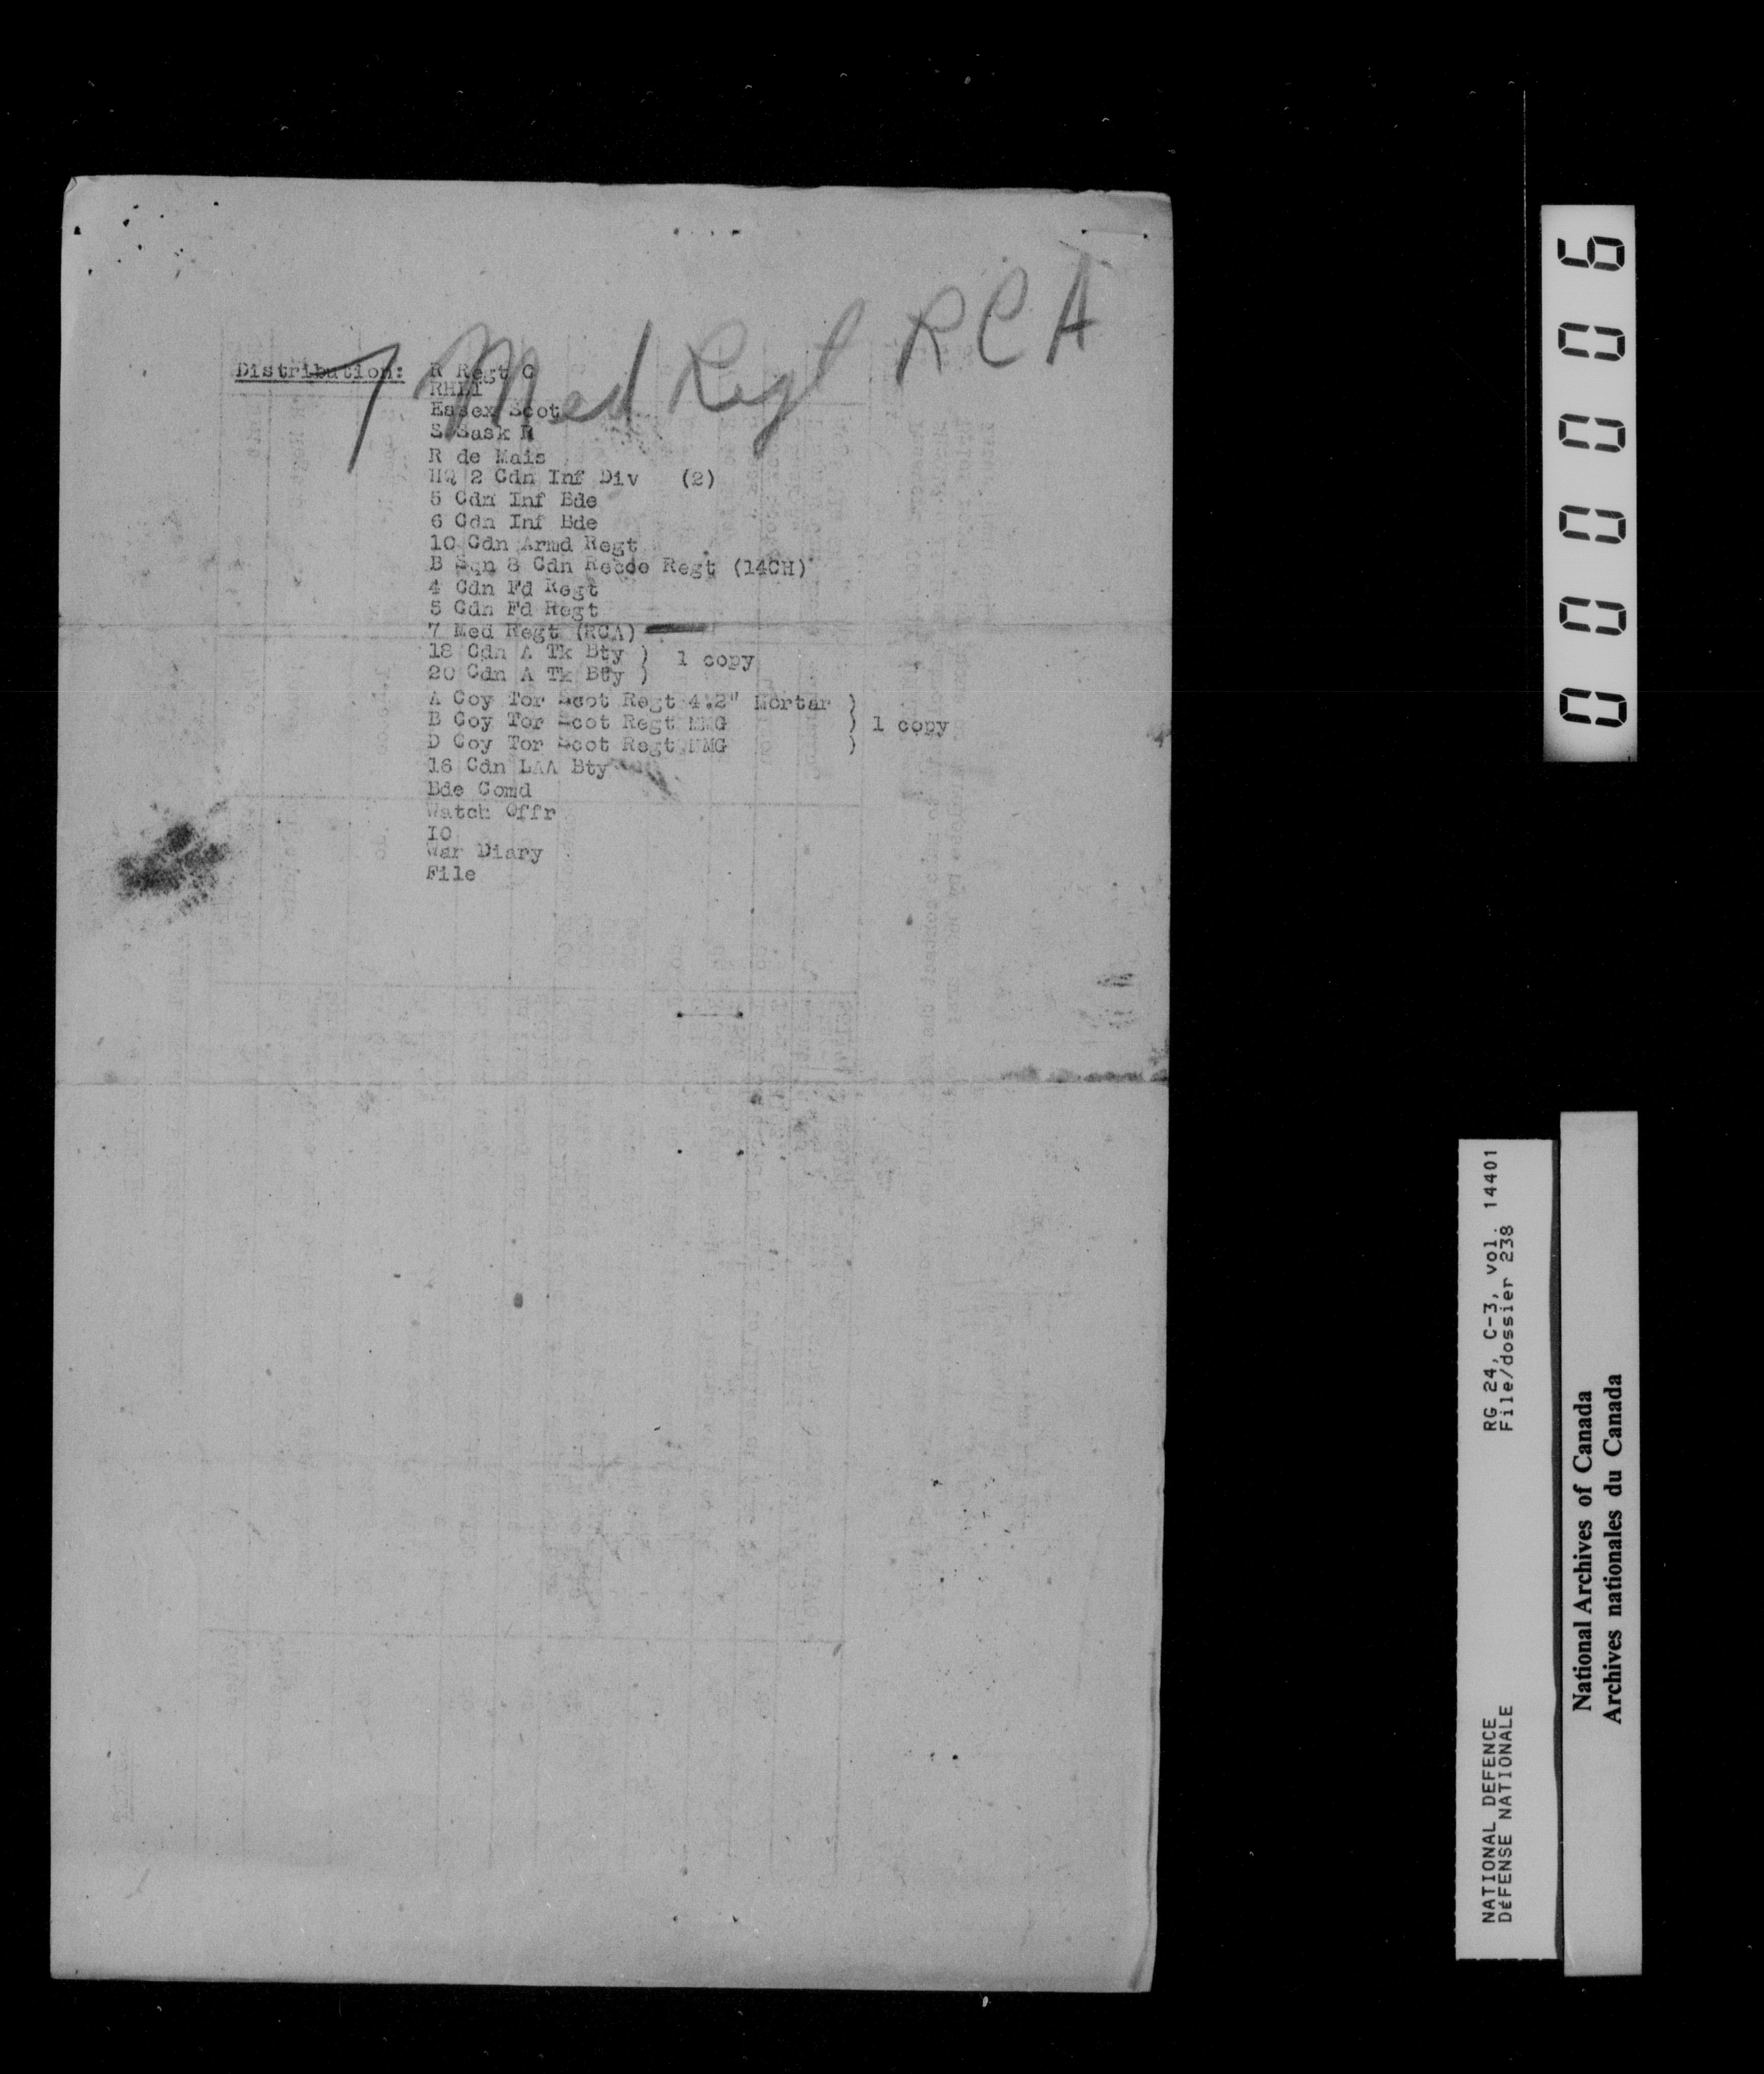 7 Med Regt RCA
Distribution: R Regt C
RHLI
Essex Scot
S Sask R
R de Mais
HQ 2 Cdn Inf Div (2)
5 Cdn Inf Bde
6 Cdn Inf Bde
10 Cdn Armd Regt
B Sqn 8 Cdn Recce Regt (14CH)
4 Cdn Fd Regt
5 Cdn Fd Regt
7 Med Regt (RCA)
18 Cdn A Tk Bty ) 1 copy
20 Cdn A Tk Bty )
A Coy Tor Scot Regt 4.2" Mortar )
B Coy Tor Scot Regt MMG ) 1 copy
D Coy Tor Scot Regt MMG )
16 Cdn LAA Bty
Bde Comd
Watch Offr
IO
War Diary
File
000006
RG 24, C-3, vol. 14401
File/dossier 238
NATIONAL DEFENCE
DéFENSE NATIONALE
National Archives of Canada
Archives nationales du Canada